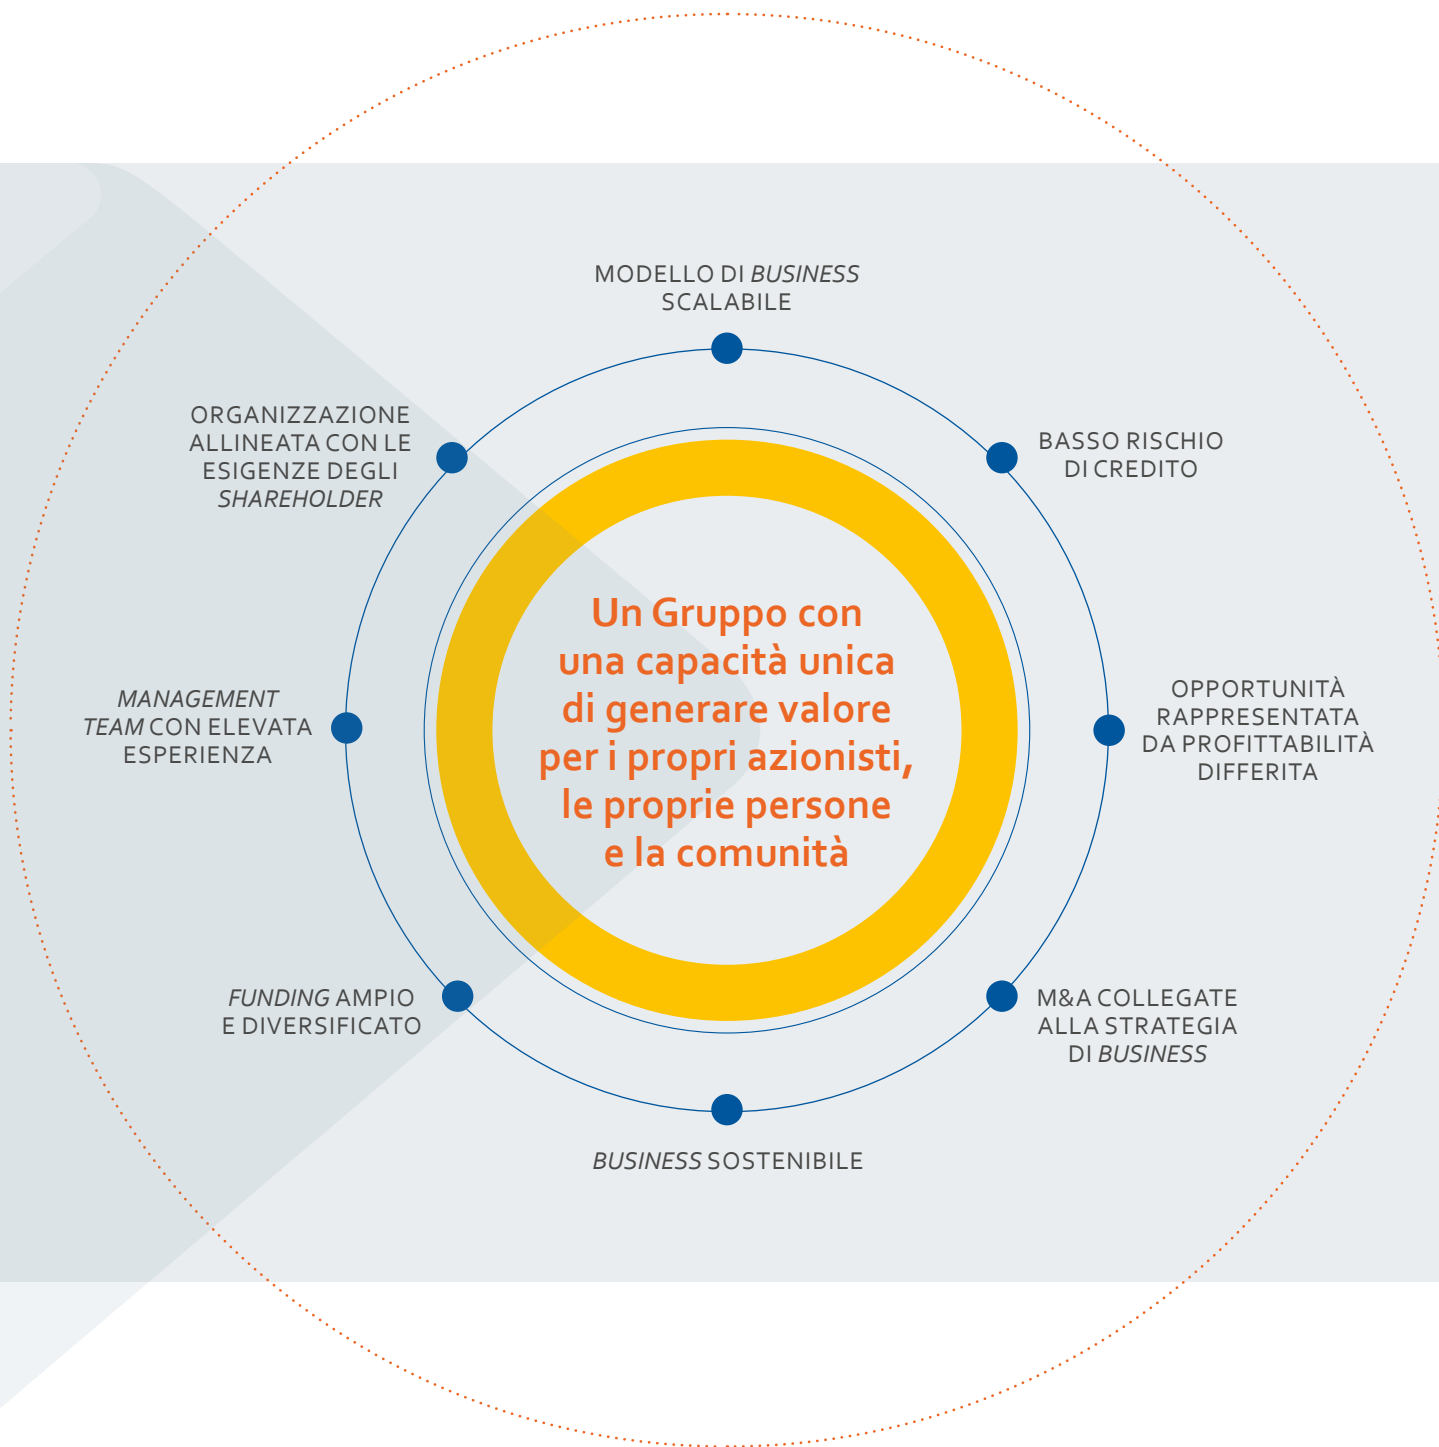 MODELLO DI BUSINESS
SCALABILE
ORGANIZZAZIONE
ALLINEATA CON LE
ESIGENZE DEGLI
SHAREHOLDER
BASSO RISCHIO
DI CREDITO
Un Gruppo con
una capacità unica
di generare valore
per i propri azionisti,
le proprie persone
e la comunità
MANAGEMENT
TEAM CON ELEVATA
ESPERIENZA
OPPORTUNITÀ
RAPPRESENTATA
DA PROFITTABILITÀ
DIFFERITA
FUNDING AMPIO
E DIVERSIFICATO
M&A COLLEGATE
ALLA STRATEGIA
DI BUSINESS
BUSINESS SOSTENIBILE